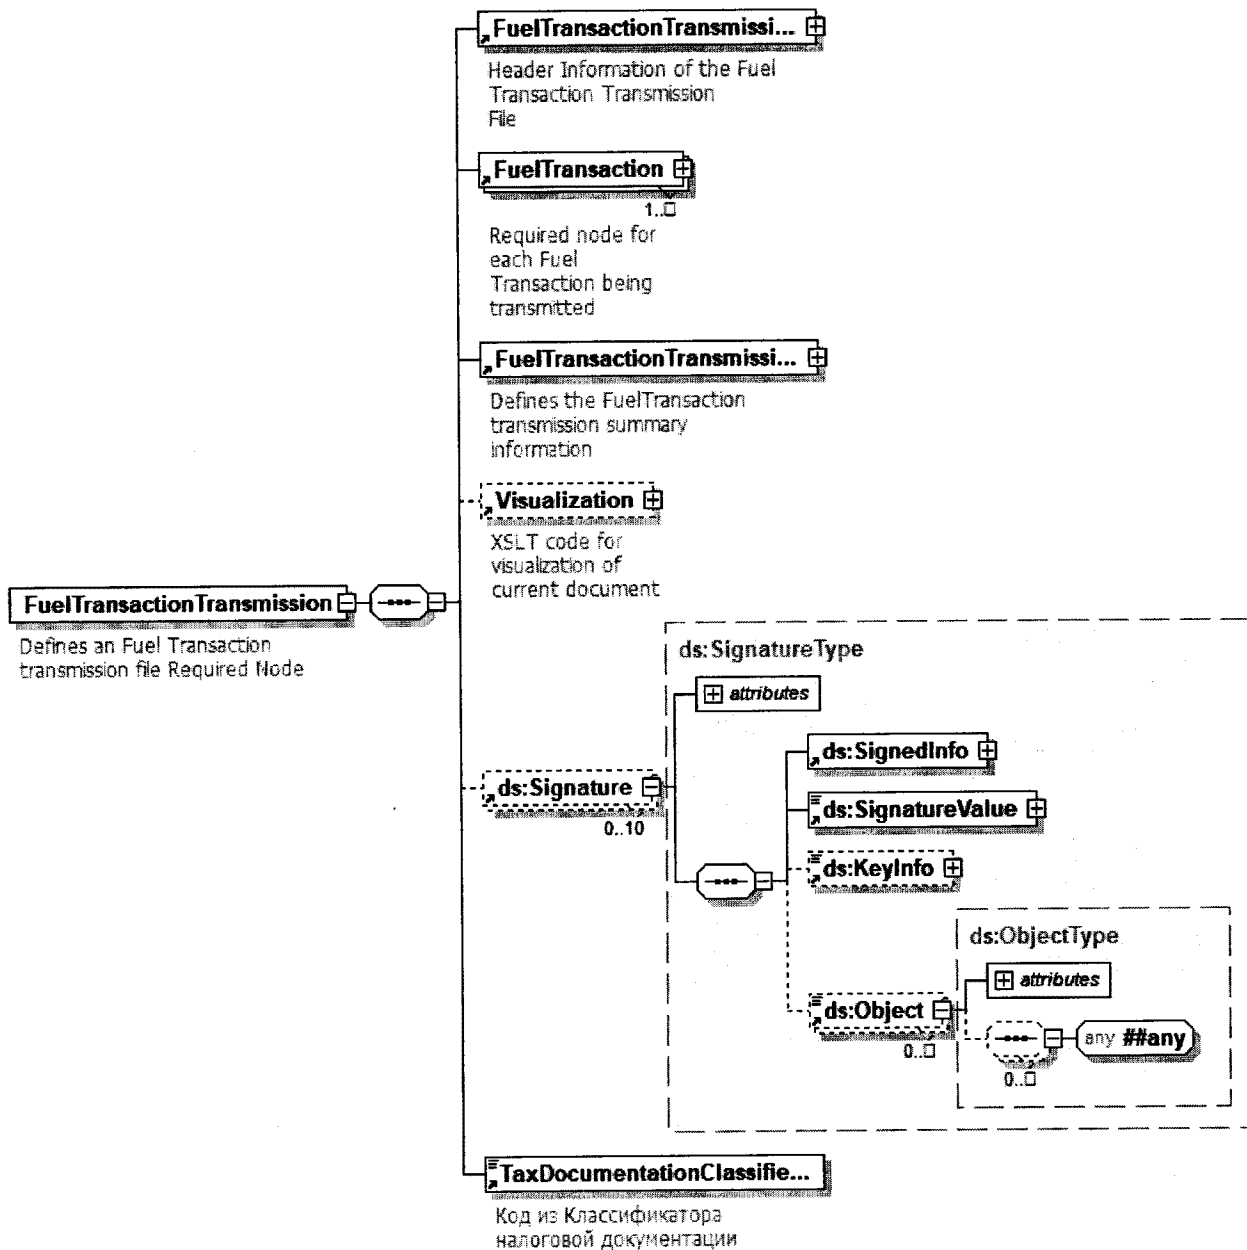 FuelTransactionTransmissi...
Header Information of the Fuel
Transaction Transmission
File
FuelTransaction
1..□
Required node for
each Fuel
Transaction being
transmitted
FuelTransactionTransmissi...
Defines the FuelTransaction
transmission summary
information
Visualization
XSLT code for
visualization of
current document
FuelTransactionTransmission
Defines an Fuel Transaction
transmission file Required Node
ds:SignatureType
attributes
ds:SignedInfo
ds:Signature
0..10
ds:SignatureValue
ds:KeyInfo
ds:ObjectType
attributes
ds:Object
0..□
any ##any
0..□
TaxDocumentationClassifie...
Код из Классификатора
налоговой документации